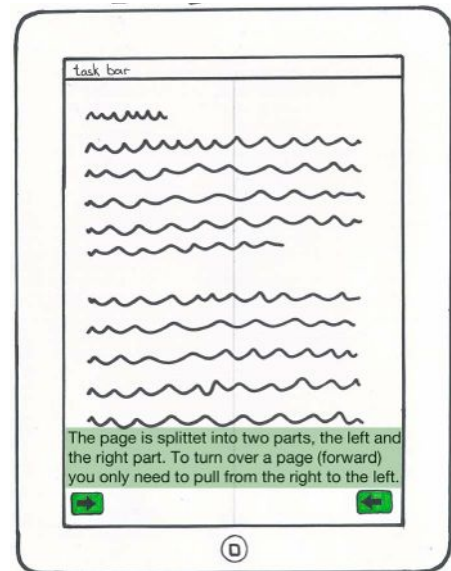 task bar
The page is splittet into two parts, the left and
the right part. To turn over a page (forward)
you only need to pull from the right to the left.